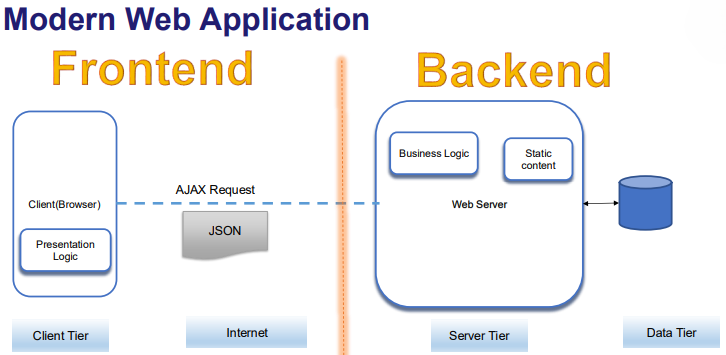 Modern Web Application
Frontend
Backend
Business Logic
Static
content
AJAX Request
Client(Browser)
Web Server
JSON
Presentation
Logic
Client Tier
Internet
Server Tier
Data Tier